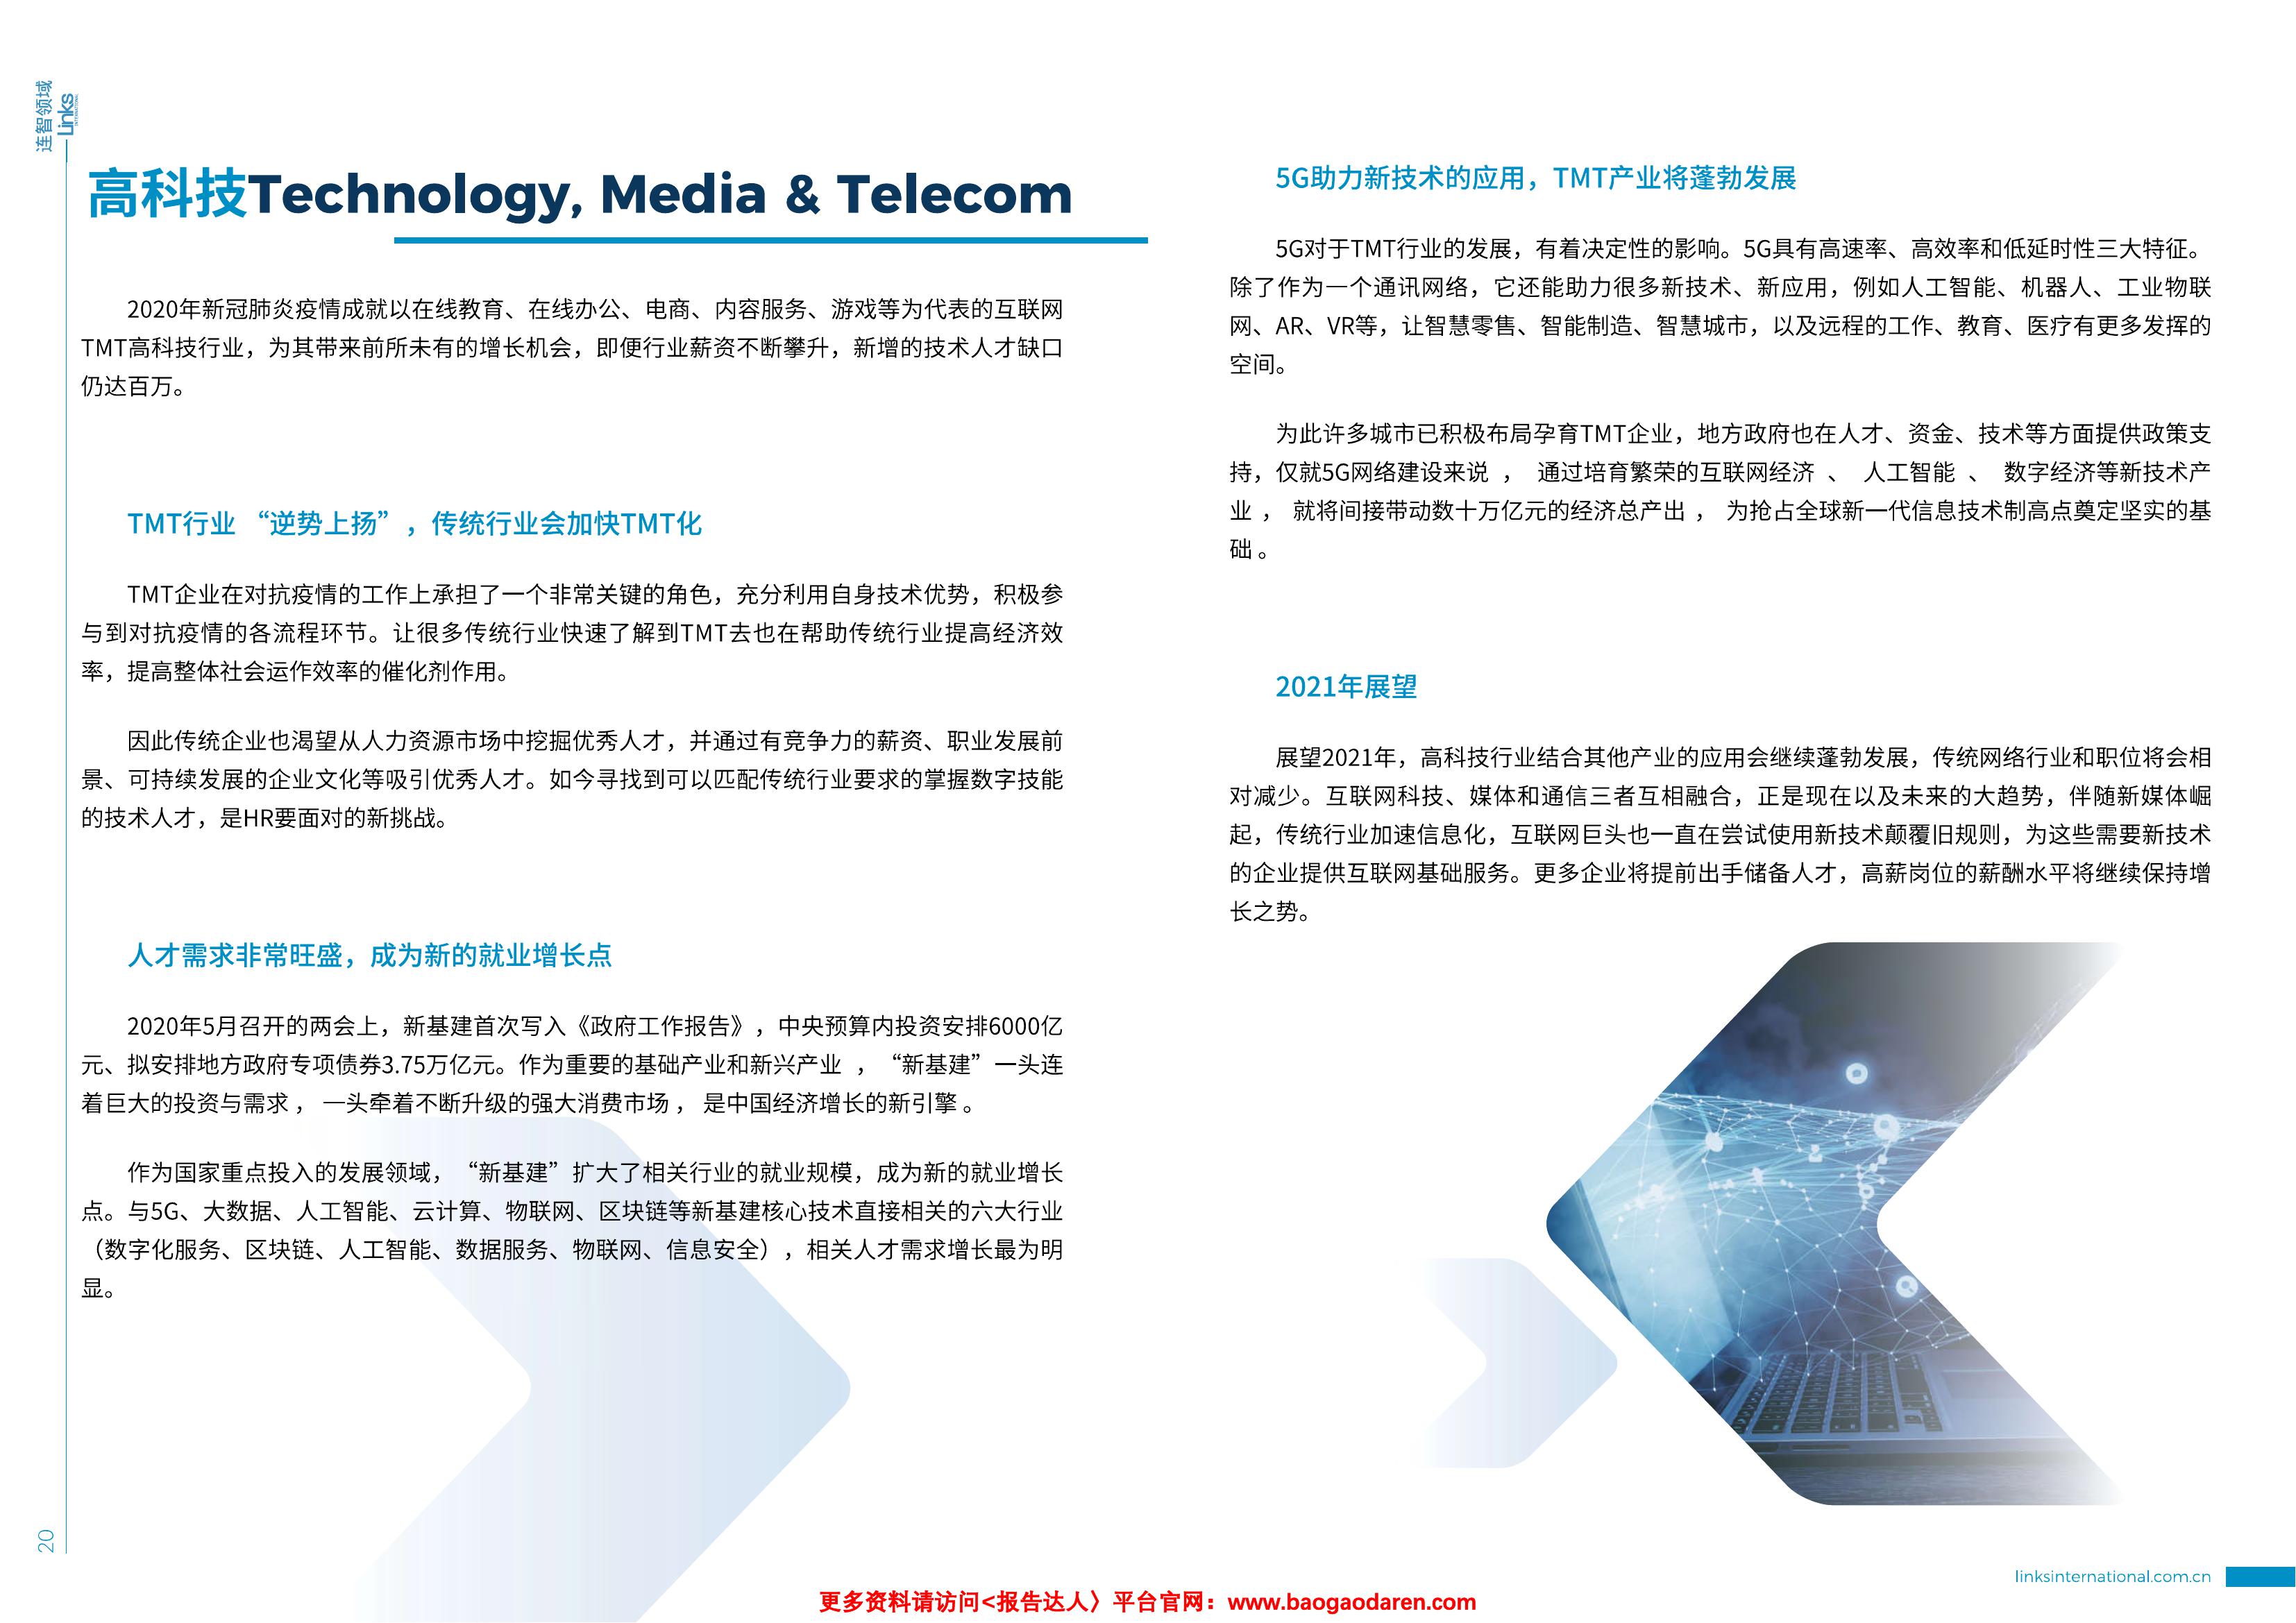 连智领域
Links
INTERNATIONAL
高科技Technology, Media & Telecom
2020年新冠肺炎疫情成就以在线教育、在线办公、电商、内容服务、游戏等为代表的互联网
TMT高科技行业，为其带来前所未有的增长机会，即便行业薪资不断攀升，新增的技术人才缺口
仍达百万。
TMT行业 “逆势上扬”，传统行业会加快TMT化
TMT企业在对抗疫情的工作上承担了一个非常关键的角色，充分利用自身技术优势，积极参
与到对抗疫情的各流程环节。让很多传统行业快速了解到TMT去也在帮助传统行业提高经济效
率，提高整体社会运作效率的催化剂作用。
因此传统企业也渴望从人力资源市场中挖掘优秀人才，并通过有竞争力的薪资、职业发展前
景、可持续发展的企业文化等吸引优秀人才。如今寻找到可以匹配传统行业要求的掌握数字技能
的技术人才，是HR要面对的新挑战。
人才需求非常旺盛，成为新的就业增长点
2020年5月召开的两会上，新基建首次写入《政府工作报告》，中央预算内投资安排6000亿
元、拟安排地方政府专项债券3.75万亿元。作为重要的基础产业和新兴产业 ，“新基建”一头连
着巨大的投资与需求 ， 一头牵着不断升级的强大消费市场 ， 是中国经济增长的新引擎 。
作为国家重点投入的发展领域，“新基建”扩大了相关行业的就业规模，成为新的就业增长
点。与5G、大数据、人工智能、云计算、物联网、区块链等新基建核心技术直接相关的六大行业
（数字化服务、区块链、人工智能、数据服务、物联网、信息安全），相关人才需求增长最为明
显。
20
5G助力新技术的应用，TMT产业将蓬勃发展
5G对于TMT行业的发展，有着决定性的影响。5G具有高速率、高效率和低延时性三大特征。
除了作为一个通讯网络，它还能助力很多新技术、新应用，例如人工智能、机器人、工业物联
网、AR、VR等，让智慧零售、智能制造、智慧城市，以及远程的工作、教育、医疗有更多发挥的
空间。
为此许多城市已积极布局孕育TMT企业，地方政府也在人才、资金、技术等方面提供政策支
持，仅就5G网络建设来说 ， 通过培育繁荣的互联网经济 、 人工智能 、 数字经济等新技术产
业 ， 就将间接带动数十万亿元的经济总产出 ， 为抢占全球新一代信息技术制高点奠定坚实的基
础 。
2021年展望
展望2021年，高科技行业结合其他产业的应用会继续蓬勃发展，传统网络行业和职位将会相
对减少。互联网科技、媒体和通信三者互相融合，正是现在以及未来的大趋势，伴随新媒体崛
起，传统行业加速信息化，互联网巨头也一直在尝试使用新技术颠覆旧规则，为这些需要新技术
的企业提供互联网基础服务。更多企业将提前出手储备人才，高薪岗位的薪酬水平将继续保持增
长之势。
linksinternational.com.cn
更多资料请访问<报告达人〉平台官网：www.baogaodaren.com